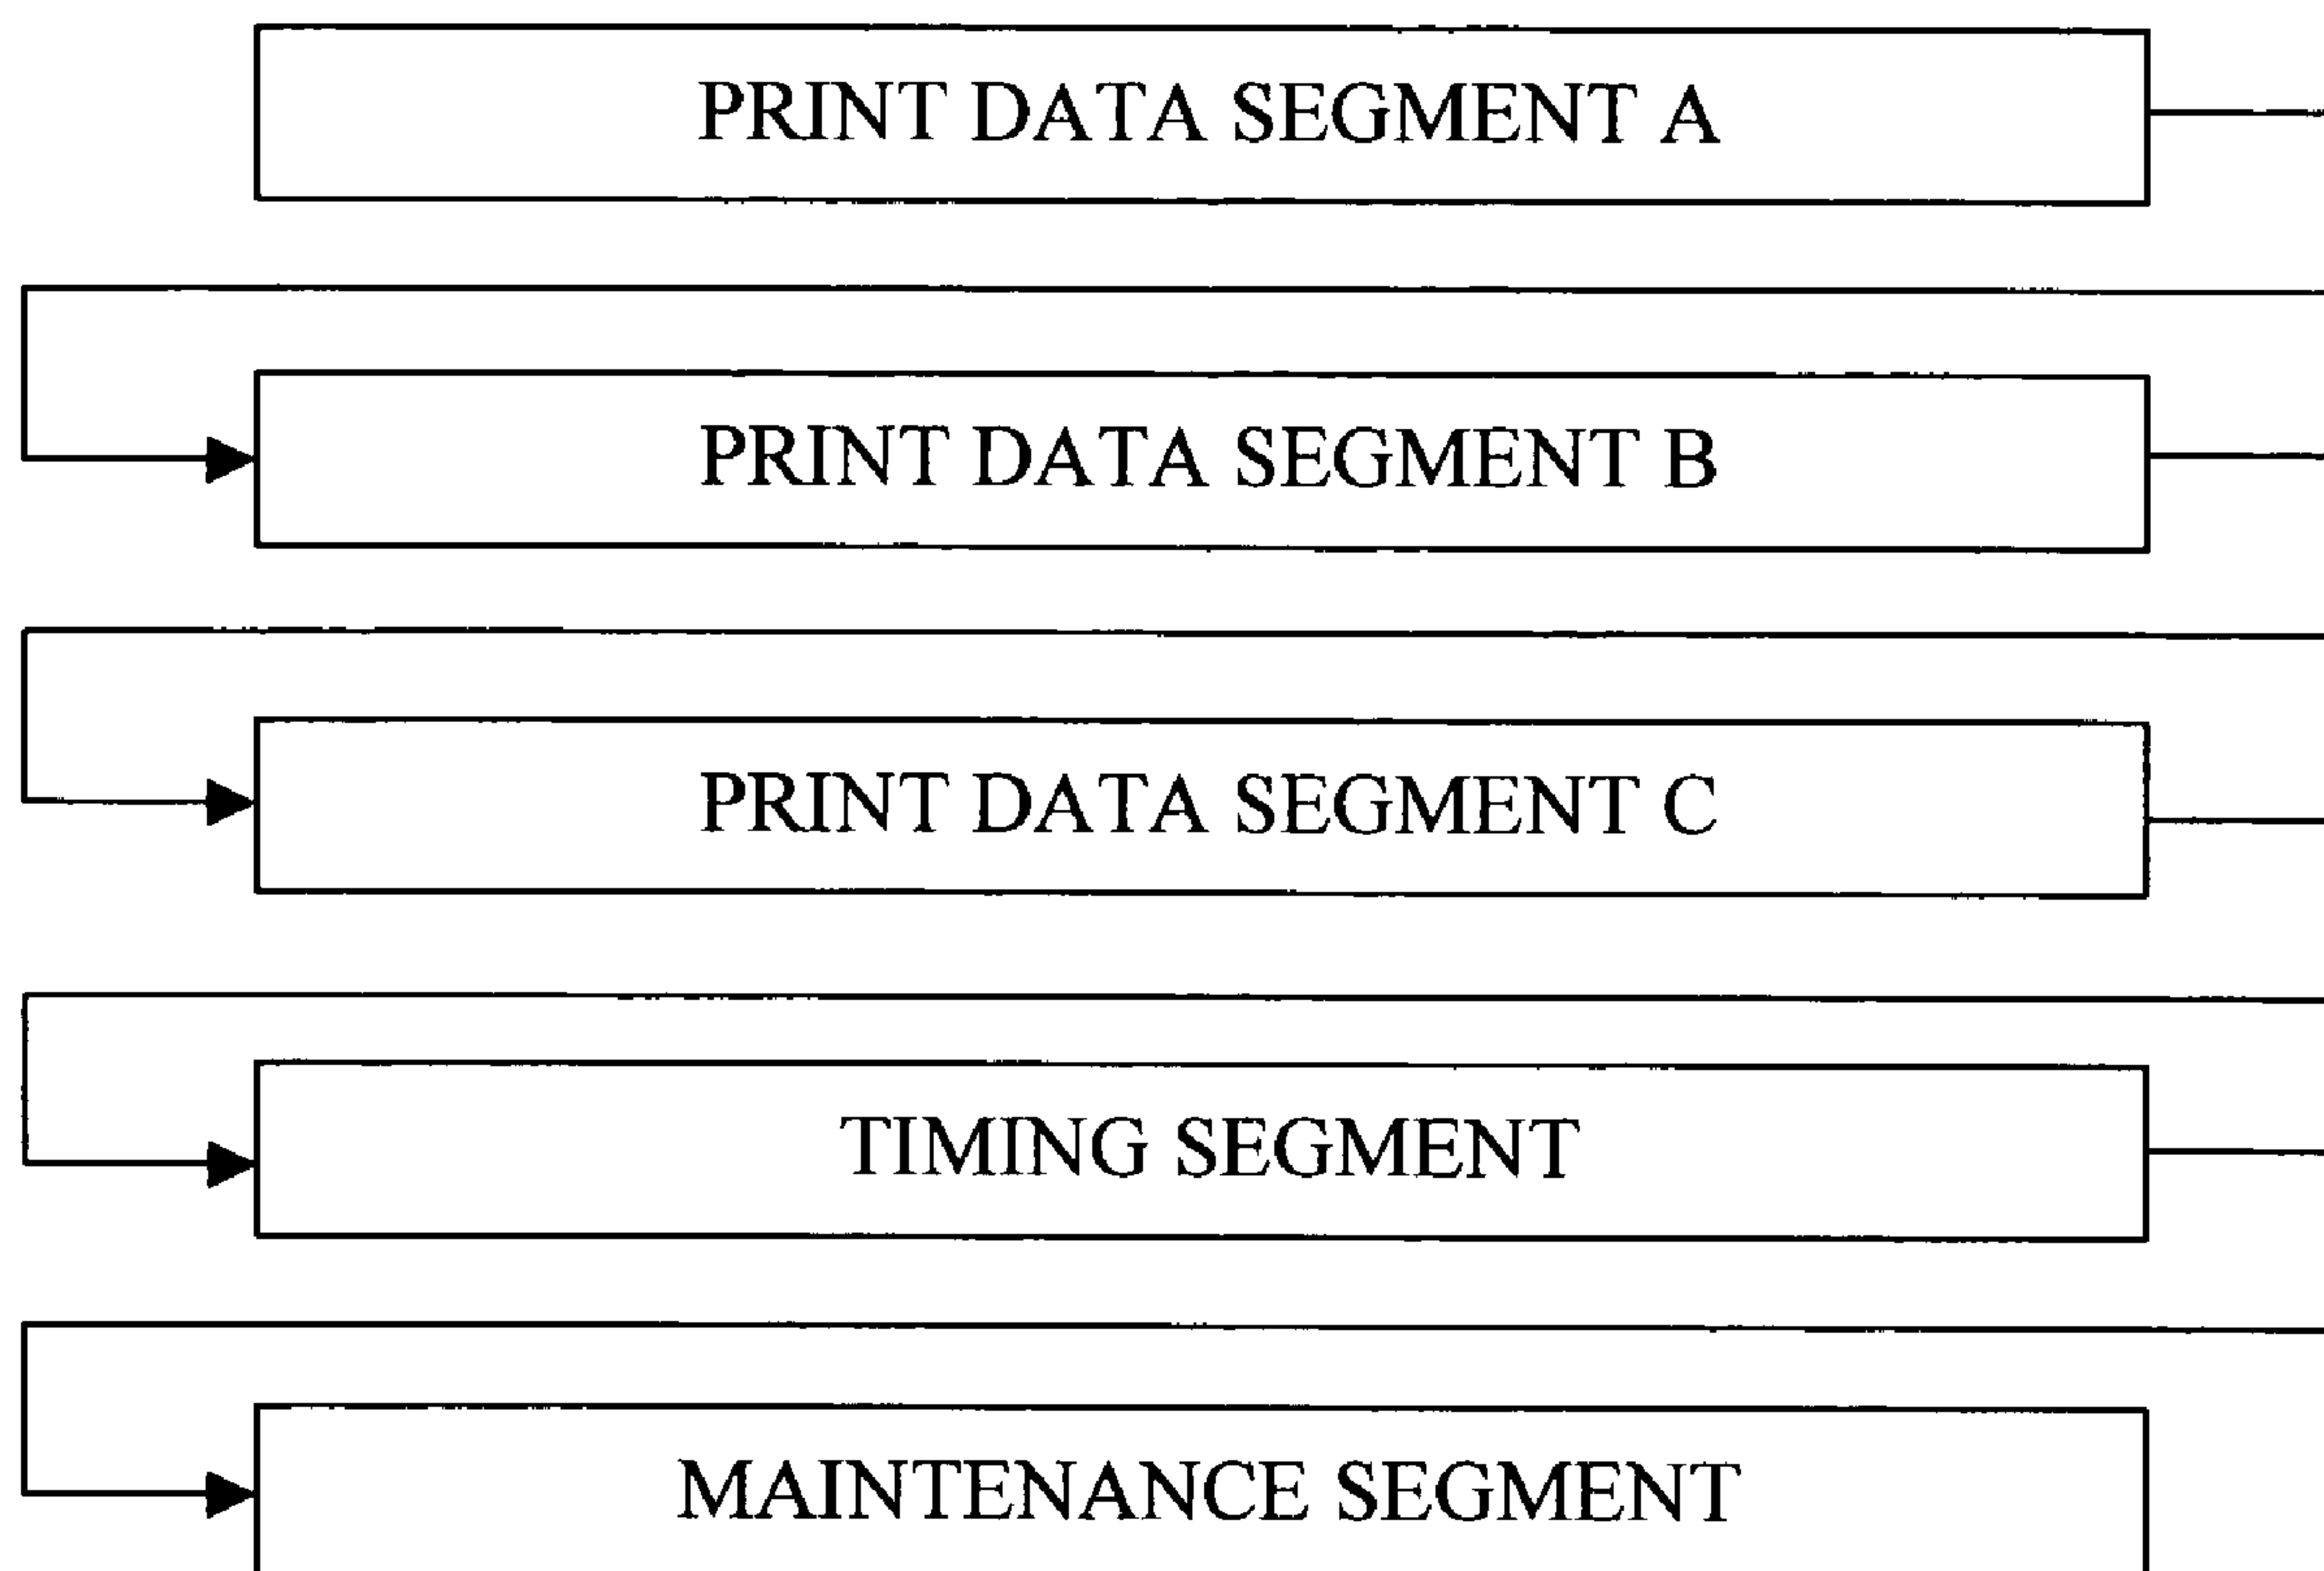 PRINT DATA SEGMENT A
PRINT DATA SEGMENT B
PRINT DATA SEGMENT C
TIMING SEGMENT
MAINTENANCE SEGMENT